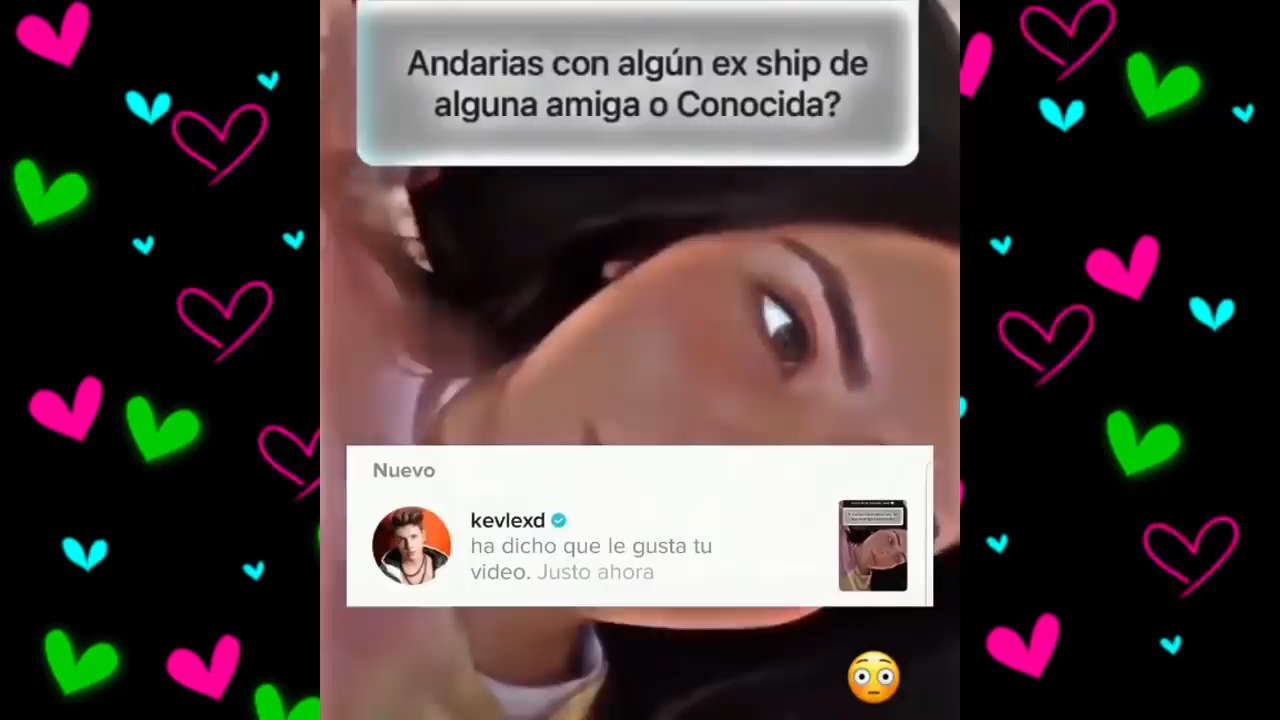 Andarias con algún ex ship de
alguna amiga o Conocida?
Nuevo
kevlexd
ha dicho que le gusta tu
video. Justo ahora